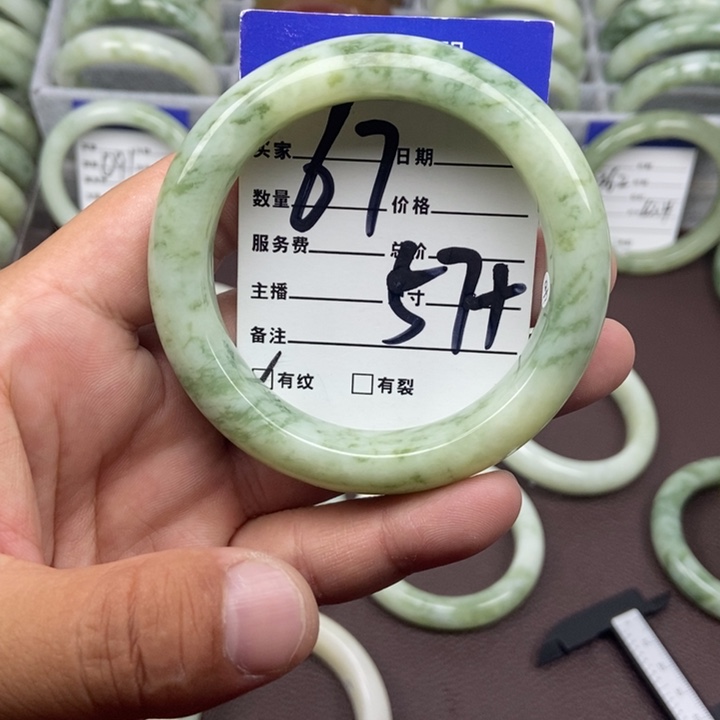 买家 67 日期
数量 价格
服务费 总价
主播 寸 57+
备注
有纹 有裂